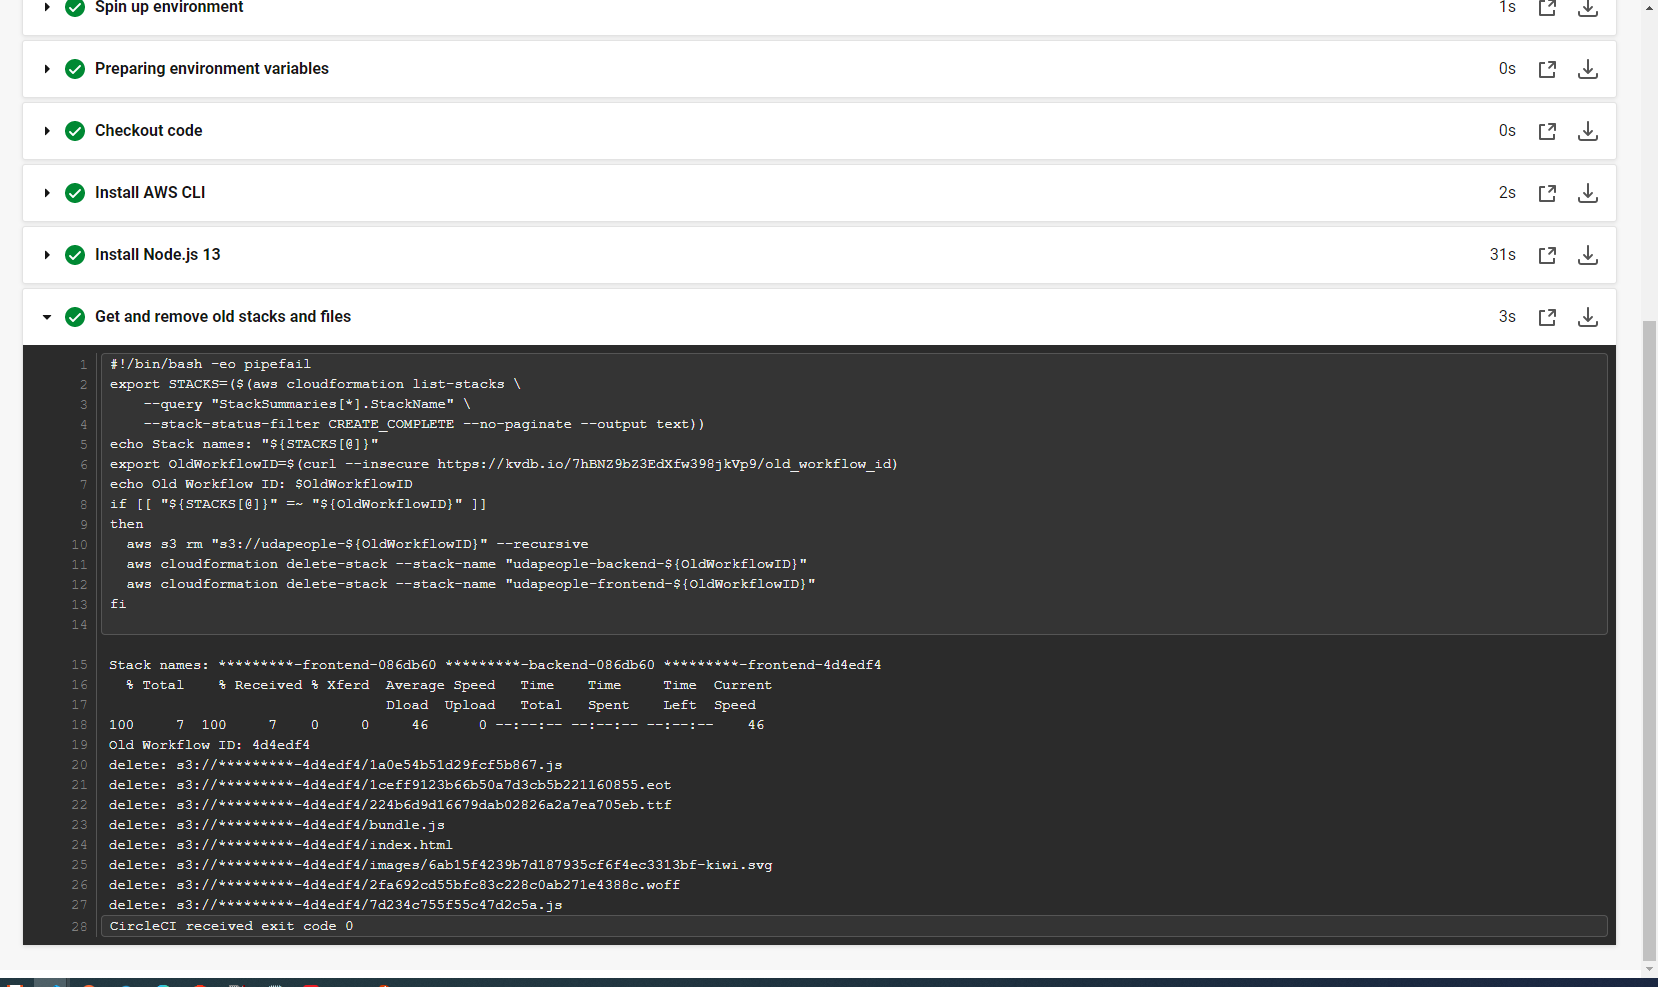 Spin up environment 1s
Preparing environment variables 0s
Checkout code 0s
Install AWS CLI 2s
Install Node.js 13 31s
Get and remove old stacks and files 3s
1 #!/bin/bash -eo pipefail
2 export STACKS=($(aws cloudformation list-stacks \
3     --query "StackSummaries[*].StackName" \
4     --stack-status-filter CREATE_COMPLETE --no-paginate --output text))
5 echo Stack names: "${STACKS[@]}"
6 export OldWorkflowID=$(curl --insecure https://kvdb.io/7hBNZ9bZ3EdXfw398jkVp9/old_workflow_id)
7 echo Old Workflow ID: $OldWorkflowID
8 if [[ "${STACKS[@]}" =~ "${OldWorkflowID}" ]]
9 then
10   aws s3 rm "s3://udapeople-${OldWorkflowID}" --recursive
11   aws cloudformation delete-stack --stack-name "udapeople-backend-${OldWorkflowID}"
12   aws cloudformation delete-stack --stack-name "udapeople-frontend-${OldWorkflowID}"
13 fi
14
15 Stack names: *********-frontend-086db60 *********-backend-086db60 *********-frontend-4d4edf4
16   % Total    % Received % Xferd  Average Speed   Time    Time     Time  Current
17                                  Dload  Upload   Total   Spent    Left  Speed
18 100     7  100     7    0     0     46      0 --:--:-- --:--:-- --:--:--    46
19 Old Workflow ID: 4d4edf4
20 delete: s3://*********-4d4edf4/1a0e54b51d29fcf5b867.js
21 delete: s3://*********-4d4edf4/1ceff9123b66b50a7d3cb5b221160855.eot
22 delete: s3://*********-4d4edf4/224b6d9d16679dab02826a2a7ea705eb.ttf
23 delete: s3://*********-4d4edf4/bundle.js
24 delete: s3://*********-4d4edf4/index.html
25 delete: s3://*********-4d4edf4/images/6ab15f4239b7d187935cf6f4ec3313bf-kiwi.svg
26 delete: s3://*********-4d4edf4/2fa692cd55bfc83c228c0ab271e4388c.woff
27 delete: s3://*********-4d4edf4/7d234c755f55c47d2c5a.js
28 CircleCI received exit code 0